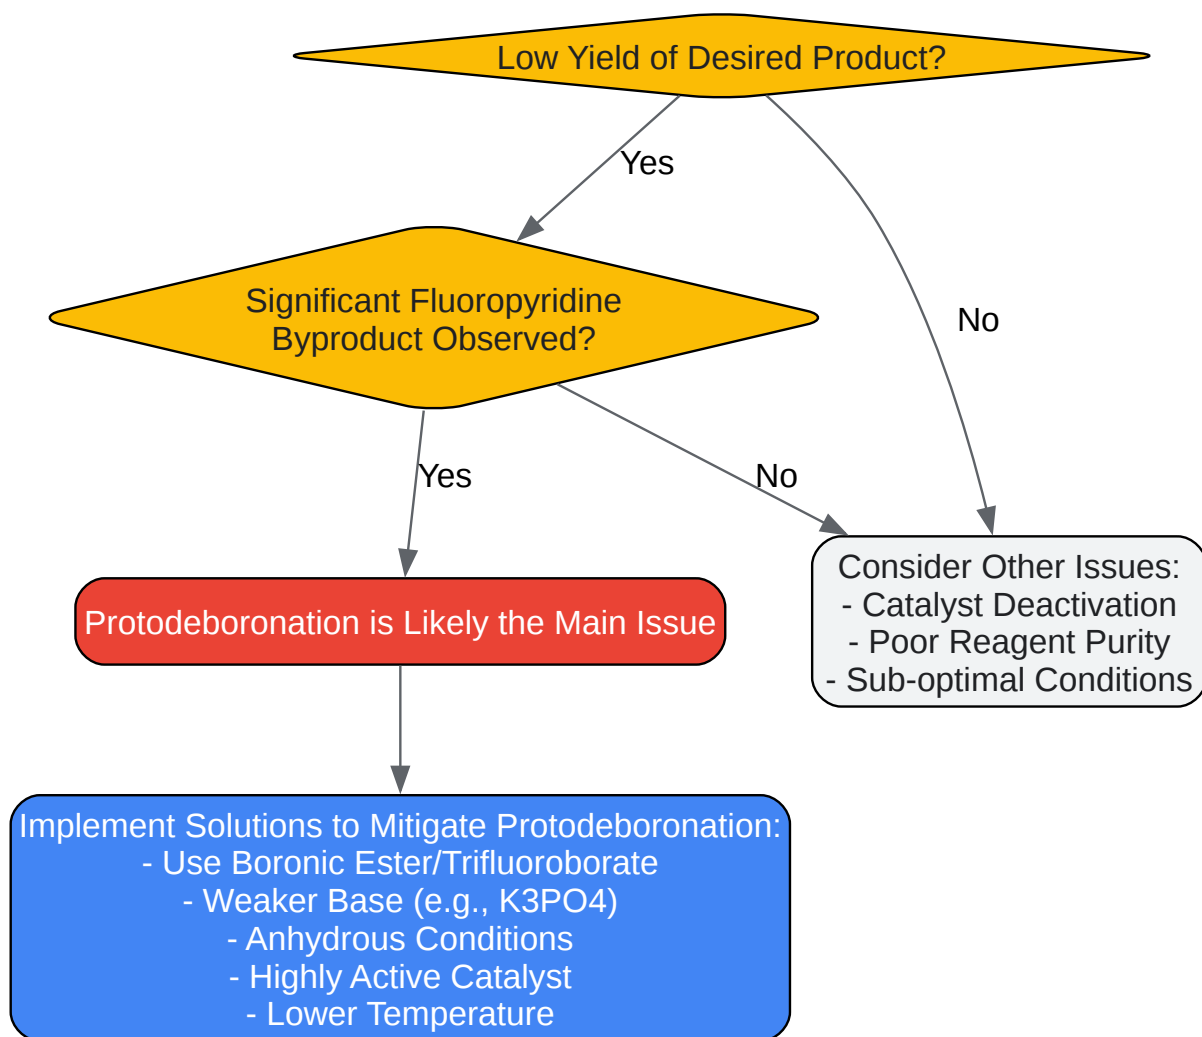 Low Yield of Desired Product?
Yes
No
Significant Fluoropyridine
Byproduct Observed?
Yes
No
Consider Other Issues:
- Catalyst Deactivation
- Poor Reagent Purity
- Sub-optimal Conditions
Protodeboronation is Likely the Main Issue
Implement Solutions to Mitigate Protodeboronation:
- Use Boronic Ester/Trifluoroborate
- Weaker Base (e.g., K3PO4)
- Anhydrous Conditions
- Highly Active Catalyst
- Lower Temperature